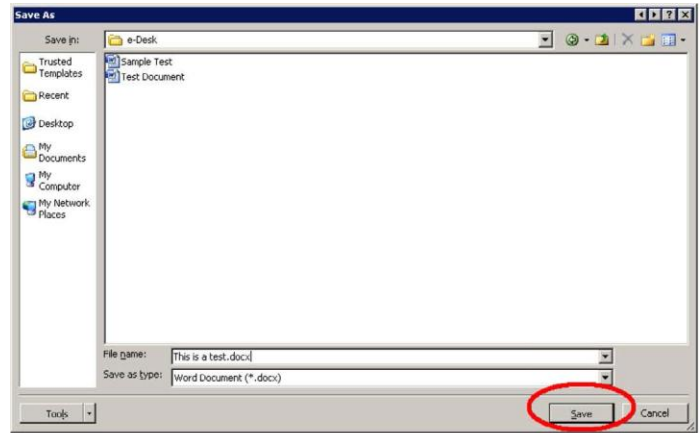 Save As
Save in:
e-Desk
Trusted
Templates
Recent
Desktop
My
Documents
My
Computer
My Network
Places
Sample Test
Test Document
File name:
This is a test.docx
Save as type:
Word Document (*.docx)
Tools
Save
Cancel